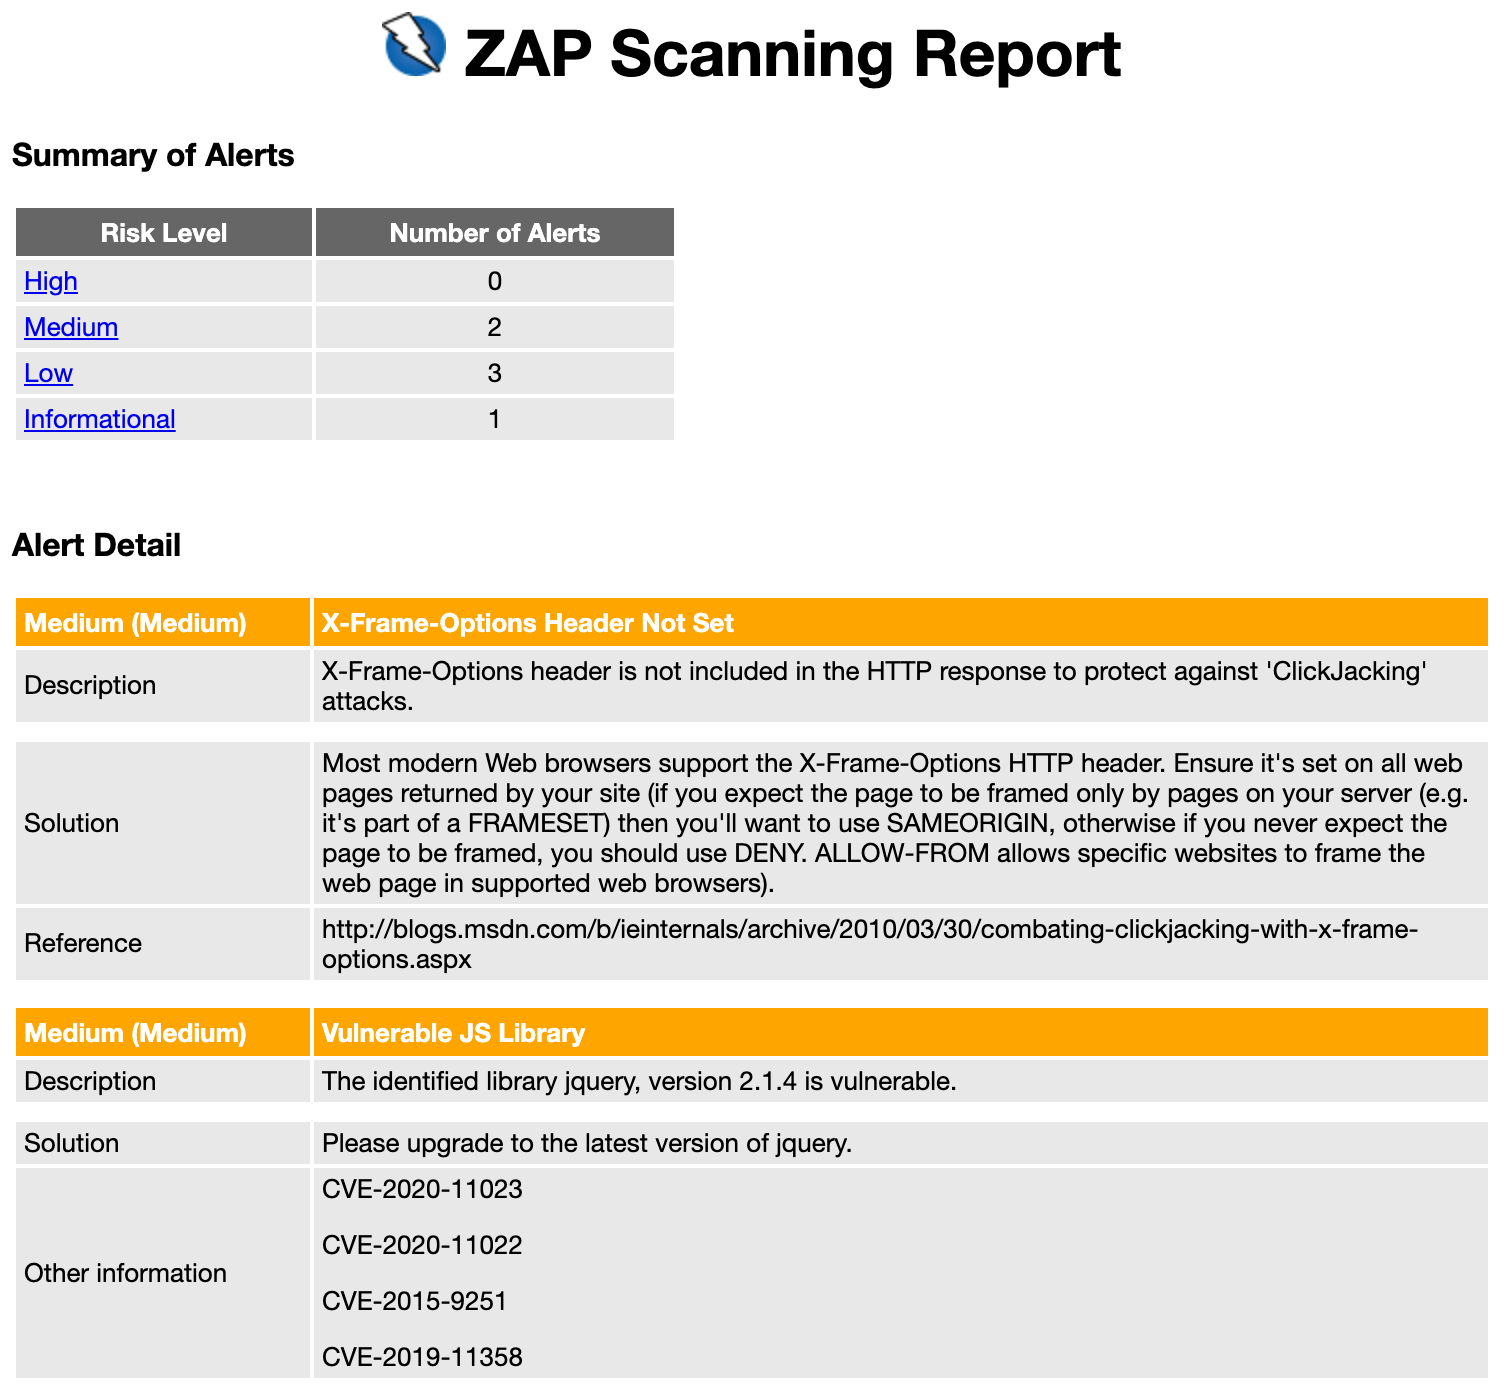 ZAP Scanning Report
Summary of Alerts
Risk Level Number of Alerts
High 0
Medium 2
Low 3
Informational 1
Alert Detail
Medium (Medium) X-Frame-Options Header Not Set
Description X-Frame-Options header is not included in the HTTP response to protect against 'ClickJacking'
attacks.
Solution Most modern Web browsers support the X-Frame-Options HTTP header. Ensure it's set on all web
pages returned by your site (if you expect the page to be framed only by pages on your server (e.g.
it's part of a FRAMESET) then you'll want to use SAMEORIGIN, otherwise if you never expect the
page to be framed, you should use DENY. ALLOW-FROM allows specific websites to frame the
web page in supported web browsers).
Reference http://blogs.msdn.com/b/ieinternals/archive/2010/03/30/combating-clickjacking-with-x-frame-
options.aspx
Medium (Medium) Vulnerable JS Library
Description The identified library jquery, version 2.1.4 is vulnerable.
Solution Please upgrade to the latest version of jquery.
Other information CVE-2020-11023
CVE-2020-11022
CVE-2015-9251
CVE-2019-11358